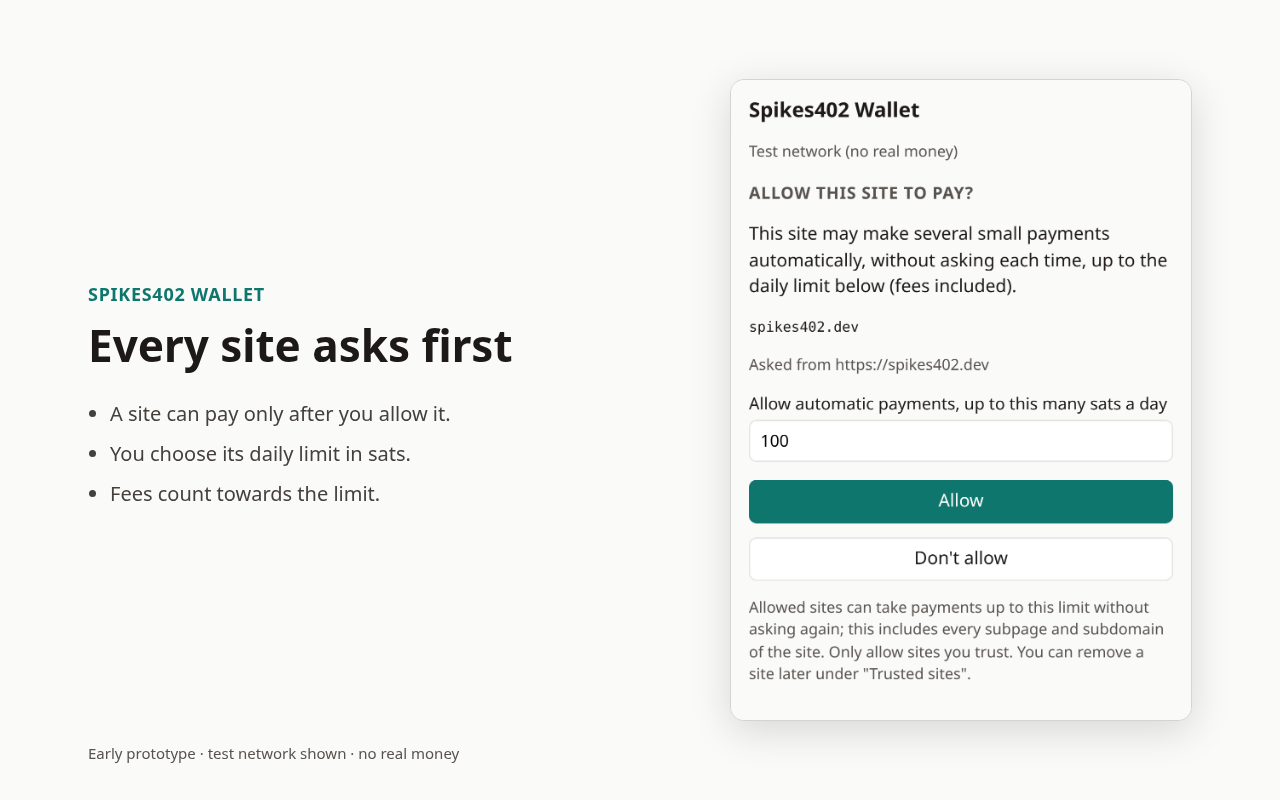 SPIKES402 WALLET
Every site asks first
• A site can pay only after you allow it.
• You choose its daily limit in sats.
• Fees count towards the limit.
Early prototype · test network shown · no real money
Spikes402 Wallet
Test network (no real money)
ALLOW THIS SITE TO PAY?
This site may make several small payments
automatically, without asking each time, up to the
daily limit below (fees included).
spikes402.dev
Asked from https://spikes402.dev
Allow automatic payments, up to this many sats a day
100
Allow
Don't allow
Allowed sites can take payments up to this limit without
asking again; this includes every subpage and subdomain
of the site. Only allow sites you trust. You can remove a
site later under "Trusted sites".